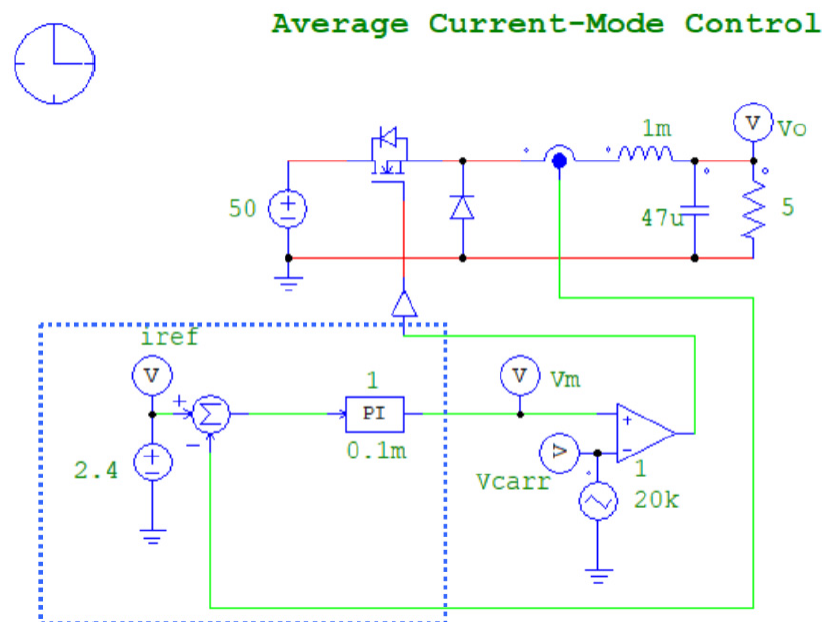 Average Current-Mode Control
1m
V
Vo
50
47u
5
iref
V
1
V
Vm
PI
2.4
0.1m
V
Vcarr
1
20k